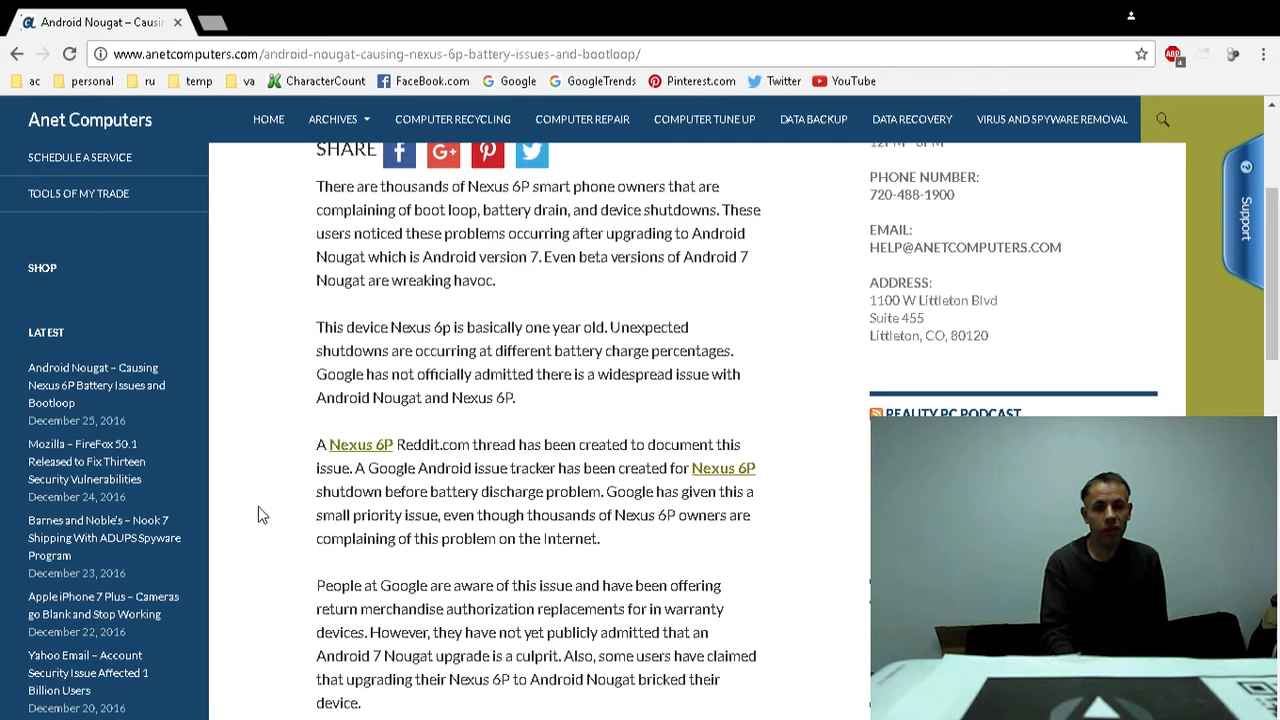 Android Nougat – Causin
www.anetcomputers.com/android-nougat-causing-nexus-6p-battery-issues-and-bootloop/
ABP
4
ac personal ru temp va CharacterCount FaceBook.com Google GoogleTrends Pinterest.com Twitter YouTube
Anet Computers
HOME ARCHIVES COMPUTER RECYCLING COMPUTER REPAIR COMPUTER TUNE UP DATA BACKUP DATA RECOVERY VIRUS AND SPYWARE REMOVAL
SCHEDULE A SERVICE
TOOLS OF MY TRADE
SHOP
LATEST
Android Nougat – Causing
Nexus 6P Battery Issues and
Bootloop
December 25, 2016
Mozilla – FireFox 50.1
Released to Fix Thirteen
Security Vulnerabilities
December 24, 2016
Barnes and Noble's – Nook 7
Shipping With ADUPS Spyware
Program
December 23, 2016
Apple iPhone 7 Plus – Cameras
go Blank and Stop Working
December 22, 2016
Yahoo Email – Account
Security Issue Affected 1
Billion Users
December 20, 2016
SHARE
There are thousands of Nexus 6P smart phone owners that are
complaining of boot loop, battery drain, and device shutdowns. These
users noticed these problems occurring after upgrading to Android
Nougat which is Android version 7. Even beta versions of Android 7
Nougat are wreaking havoc.
This device Nexus 6p is basically one year old. Unexpected
shutdowns are occurring at different battery charge percentages.
Google has not officially admitted there is a widespread issue with
Android Nougat and Nexus 6P.
A Nexus 6P Reddit.com thread has been created to document this
issue. A Google Android issue tracker has been created for Nexus 6P
shutdown before battery discharge problem. Google has given this a
small priority issue, even though thousands of Nexus 6P owners are
complaining of this problem on the Internet.
People at Google are aware of this issue and have been offering
return merchandise authorization replacements for in warranty
devices. However, they have not yet publicly admitted that an
Android 7 Nougat upgrade is a culprit. Also, some users have claimed
that upgrading their Nexus 6P to Android Nougat bricked their
device.
12PM - 6PM
PHONE NUMBER:
720-488-1900
EMAIL:
HELP@ANETCOMPUTERS.COM
ADDRESS:
1100 W Littleton Blvd
Suite 455
Littleton, CO, 80120
REALITY PC PODCAST
Support